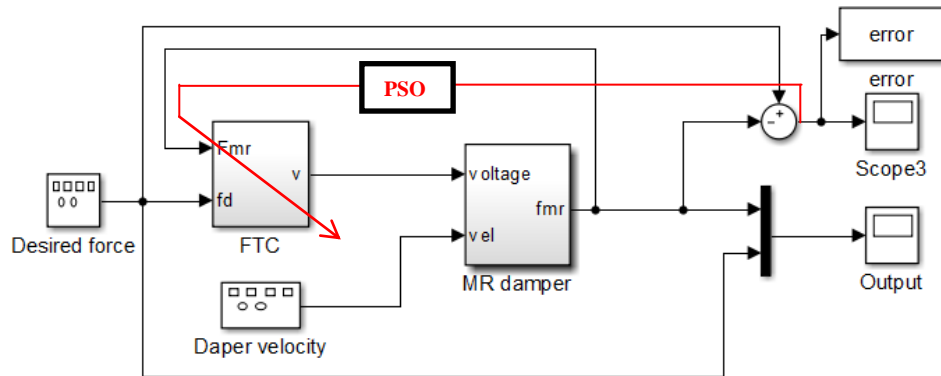 error
error
PSO
Fmr
v
fd
FTC
Desired force
voltage
fmr
vel
MR damper
Daper velocity
- +
Scope3
Output